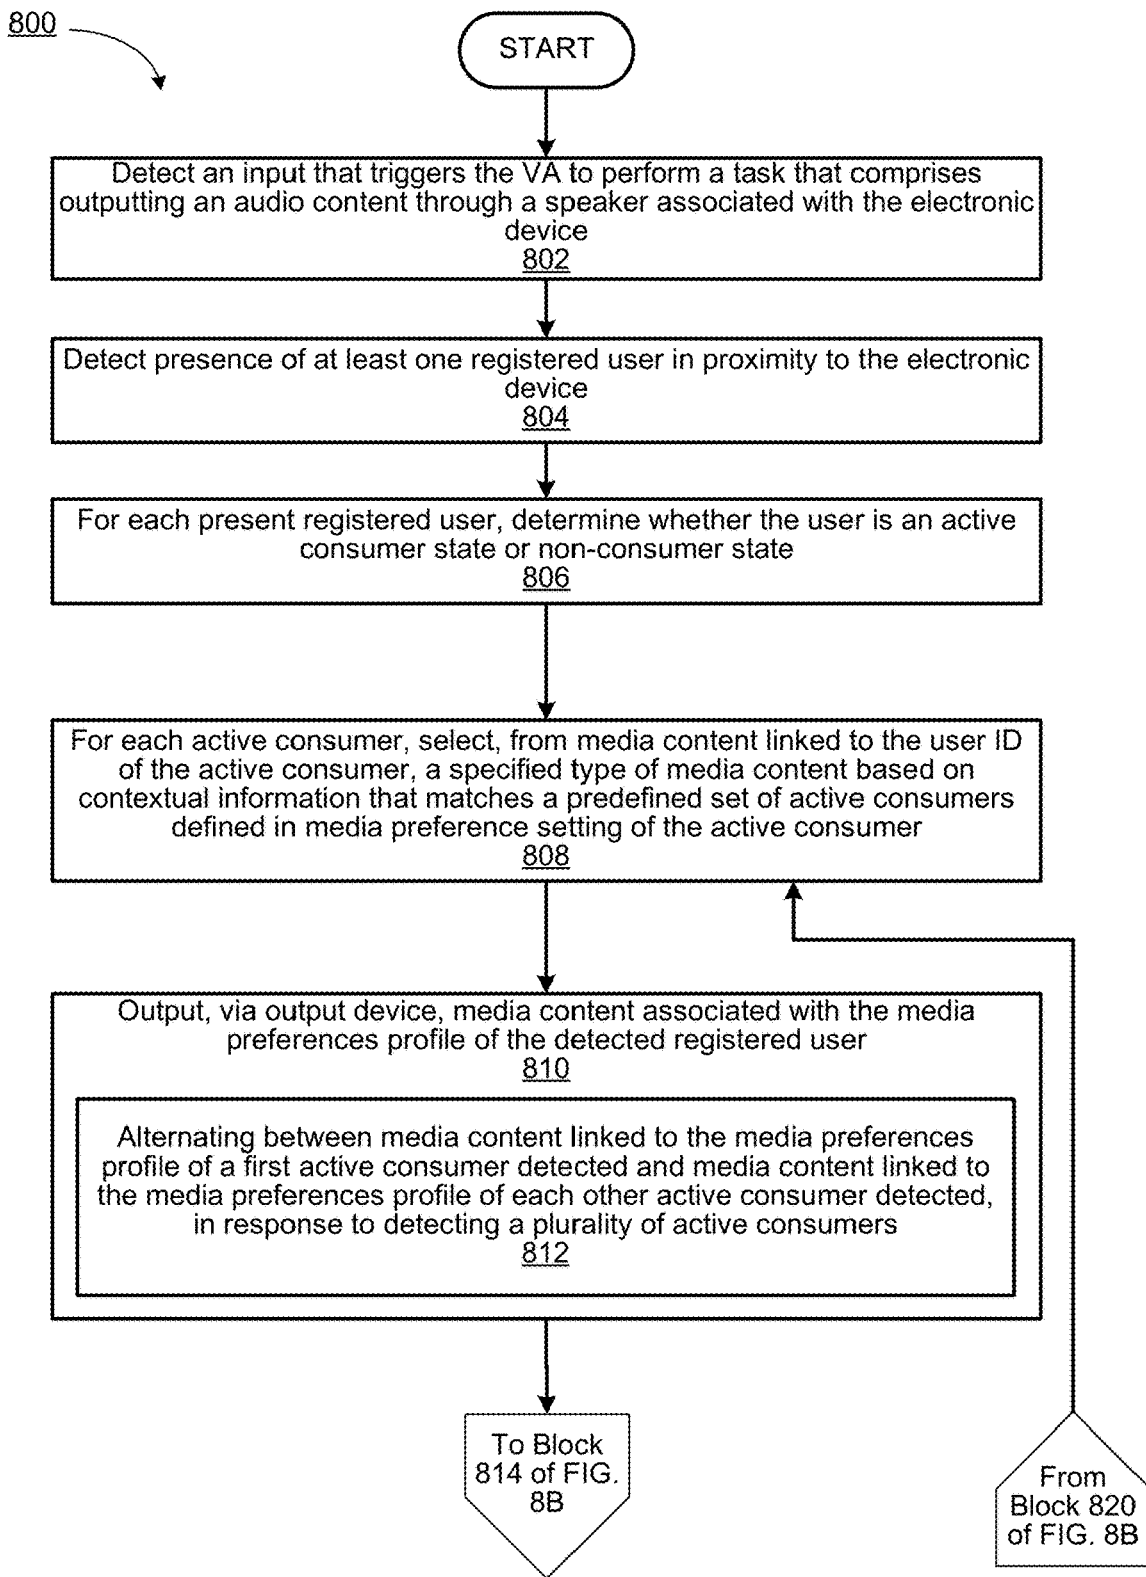 800
START
Detect an input that triggers the VA to perform a task that comprises
outputting an audio content through a speaker associated with the electronic
device
802
Detect presence of at least one registered user in proximity to the electronic
device
804
For each present registered user, determine whether the user is an active
consumer state or non-consumer state
806
For each active consumer, select, from media content linked to the user ID
of the active consumer, a specified type of media content based on
contextual information that matches a predefined set of active consumers
defined in media preference setting of the active consumer
808
Output, via output device, media content associated with the media
preferences profile of the detected registered user
810
Alternating between media content linked to the media preferences
profile of a first active consumer detected and media content linked to
the media preferences profile of each other active consumer detected,
in response to detecting a plurality of active consumers
812
To Block
814 of FIG.
8B
From
Block 820
of FIG. 8B